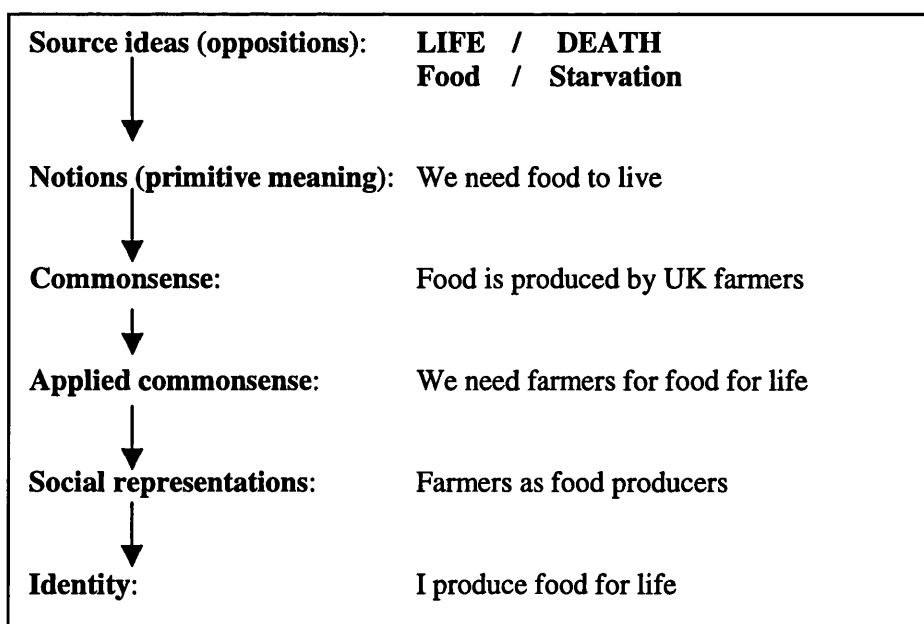 Source ideas (oppositions): LIFE / DEATH
Food / Starvation
Notions (primitive meaning): We need food to live
Commonsense: Food is produced by UK farmers
Applied commonsense: We need farmers for food for life
Social representations: Farmers as food producers
Identity: I produce food for life